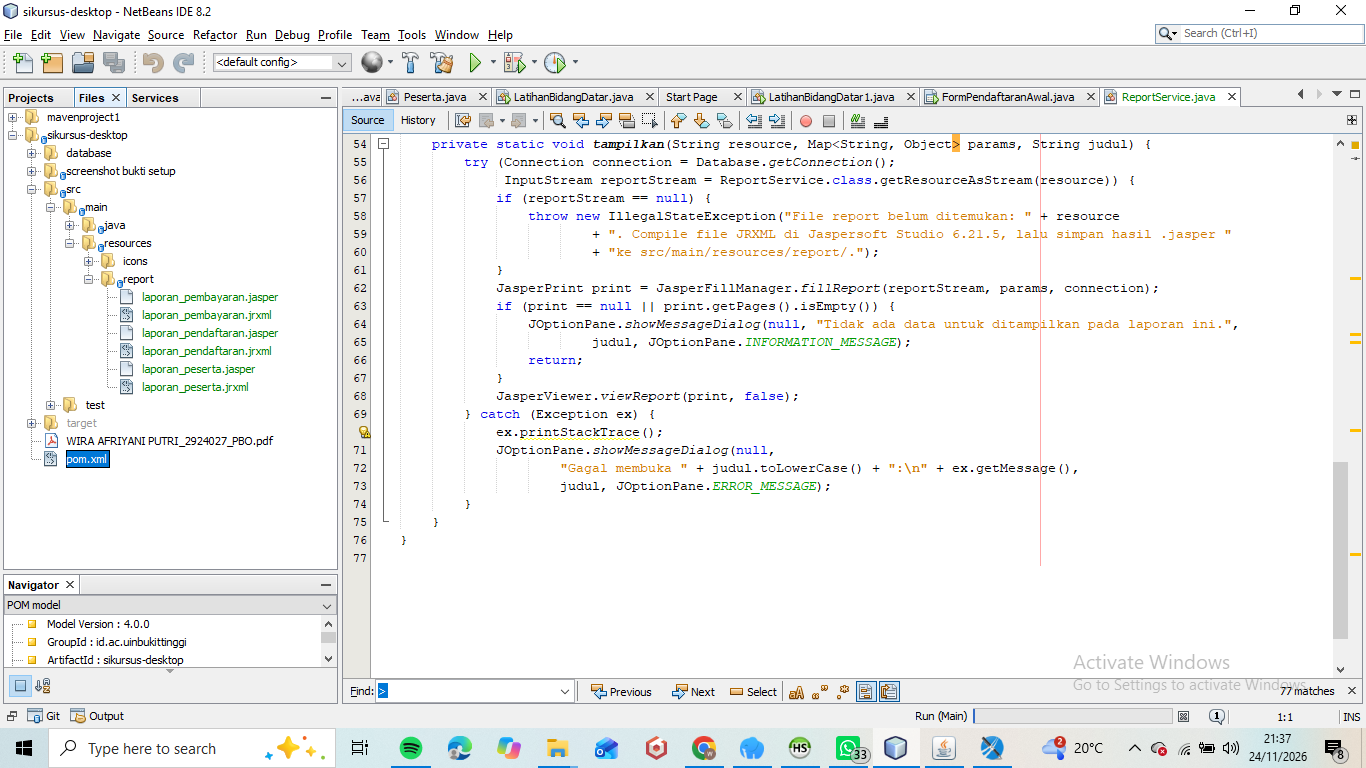 sikursus-desktop - NetBeans IDE 8.2
File Edit View Navigate Source Refactor Run Debug Profile Team Tools Window Help
Search (Ctrl+I)
<default config>
Projects Files Services
...ava Peserta.java LatihanBidangDatar.java Start Page LatihanBidangDatar1.java FormPendaftaranAwal.java ReportService.java
Source History
mavenproject1
sikursus-desktop
database
screenshot bukti setup
src
main
java
resources
icons
report
laporan_pembayaran.jasper
laporan_pembayaran.jrxml
laporan_pendaftaran.jasper
laporan_pendaftaran.jrxml
laporan_peserta.jasper
laporan_peserta.jrxml
test
target
WIRA AFRIYANI PUTRI_2924027_PBO.pdf
pom.xml
54 private static void tampilkan(String resource, Map<String, Object> params, String judul) {
55 try (Connection connection = Database.getConnection();
56 InputStream reportStream = ReportService.class.getResourceAsStream(resource)) {
57 if (reportStream == null) {
58 throw new IllegalStateException("File report belum ditemukan: " + resource
59 + ". Compile file JRXML di Jaspersoft Studio 6.21.5, lalu simpan hasil .jasper "
60 + "ke src/main/resources/report/.");
61 }
62 JasperPrint print = JasperFillManager.fillReport(reportStream, params, connection);
63 if (print == null || print.getPages().isEmpty()) {
64 JOptionPane.showMessageDialog(null, "Tidak ada data untuk ditampilkan pada laporan ini.",
65 judul, JOptionPane.INFORMATION_MESSAGE);
66 return;
67 }
68 JasperViewer.viewReport(print, false);
69 } catch (Exception ex) {
ex.printStackTrace();
71 JOptionPane.showMessageDialog(null,
72 "Gagal membuka " + judul.toLowerCase() + ":\n" + ex.getMessage(),
73 judul, JOptionPane.ERROR_MESSAGE);
74 }
75 }
76 }
77
Navigator
POM model
Model Version : 4.0.0
GroupId : id.ac.uinbukittinggi
ArtifactId : sikursus-desktop
Activate Windows
Go to Settings to activate Windows.
Find: > Previous Next Select 77 matches
Git Output Run (Main) 1 1:1 INS
Type here to search
HS
33
2
20°C
21:37
24/11/2026
8